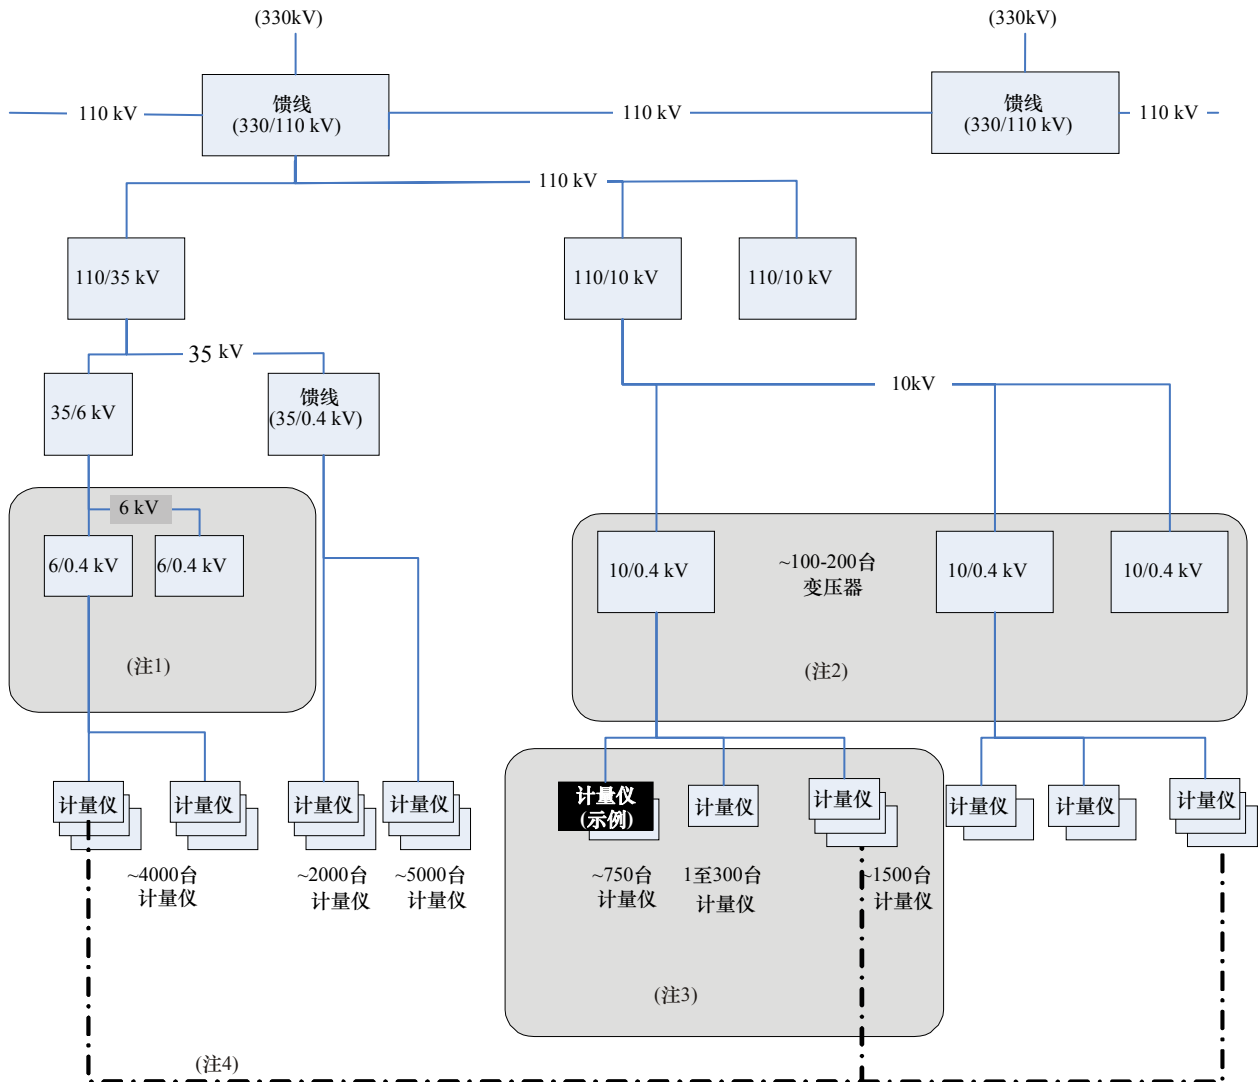 (330kV)
(330kV)
110 kV
馈线
(330/110 kV)
110 kV
馈线
(330/110 kV)
110 kV
110 kV
110/35 kV
110/10 kV
110/10 kV
35 kV
10kV
35/6 kV
馈线
(35/0.4 kV)
6 kV
6/0.4 kV
6/0.4 kV
10/0.4 kV
~100-200台
变压器
10/0.4 kV
10/0.4 kV
(注1)
(注2)
计量仪
计量仪
计量仪
计量仪
计量仪
(示例)
计量仪
计量仪
计量仪
计量仪
计量仪
~4000台
计量仪
~2000台
计量仪
~5000台
计量仪
~750台
计量仪
1至300台
计量仪
~1500台
计量仪
(注3)
(注4)